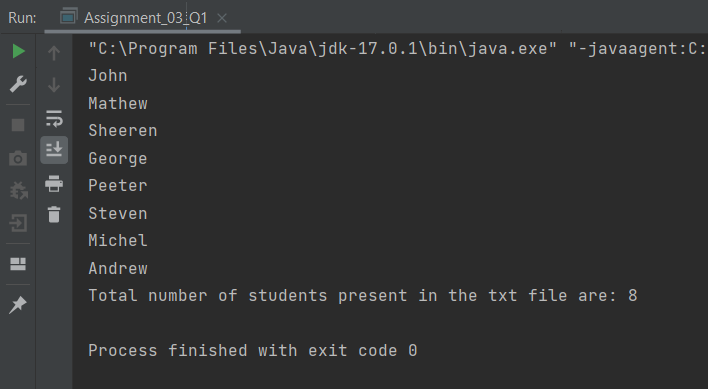 Run: Assignment_03_Q1
"C:\Program Files\Java\jdk-17.0.1\bin\java.exe" "-javaagent:C:
John
Mathew
Sheeren
George
Peeter
Steven
Michel
Andrew
Total number of students present in the txt file are: 8
Process finished with exit code 0